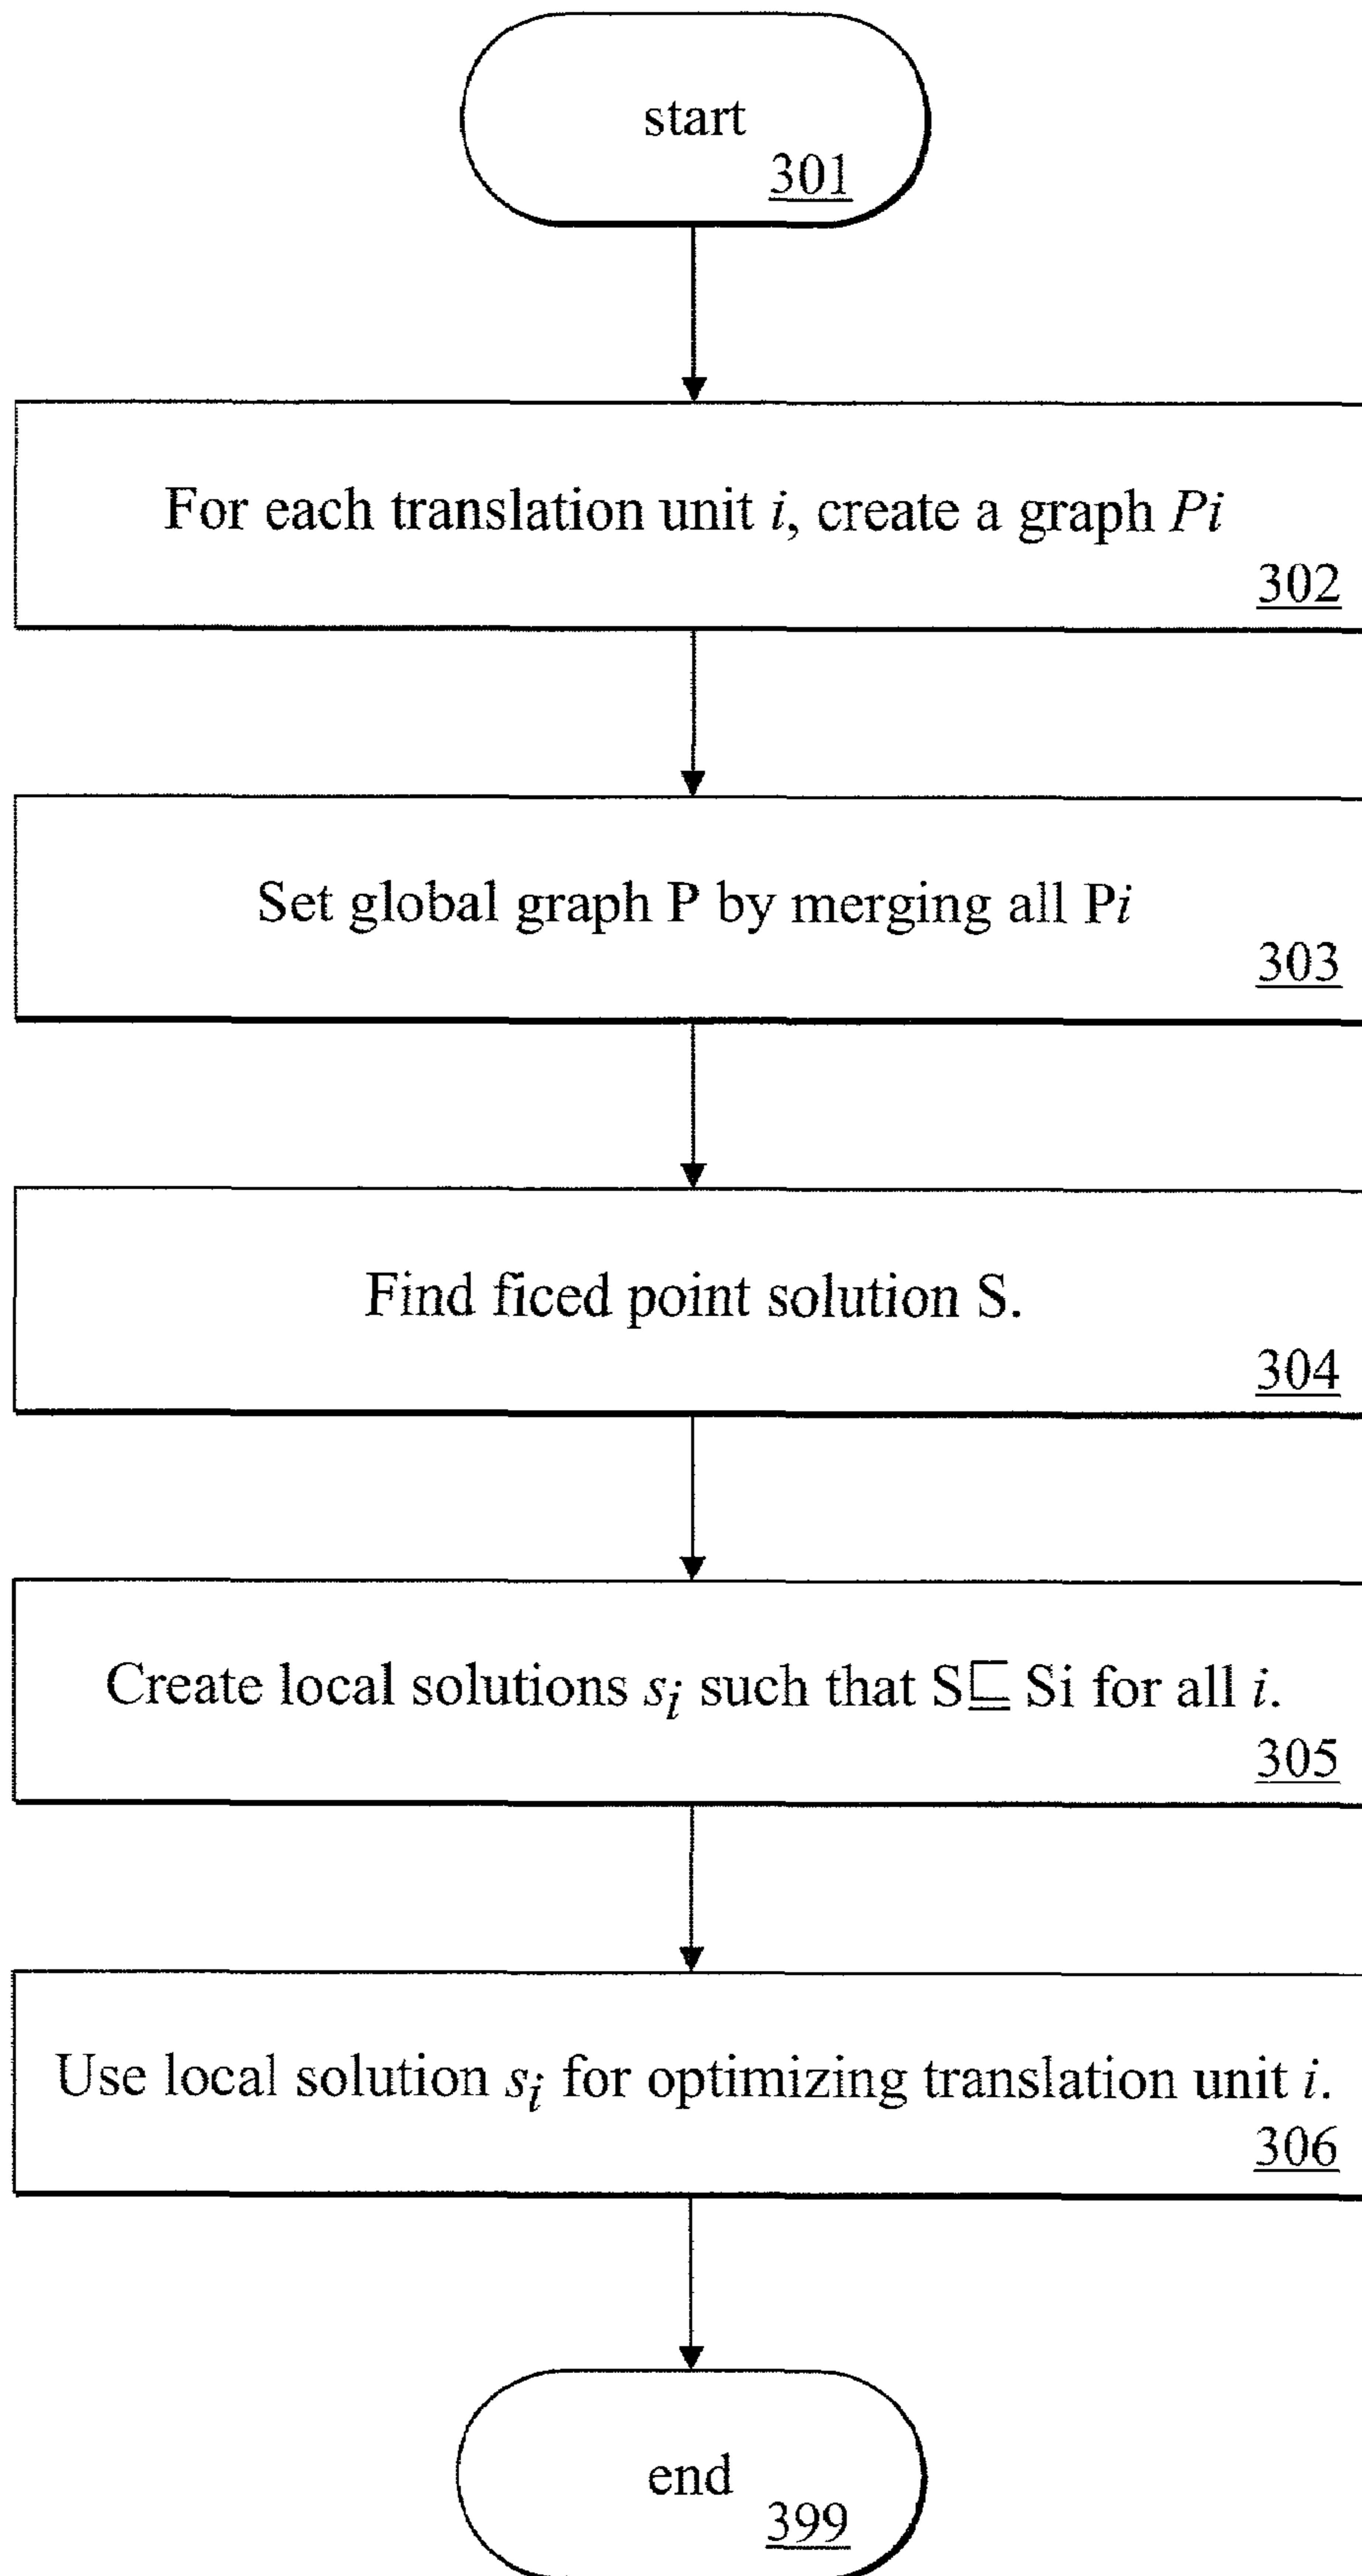 start
301
For each translation unit i, create a graph Pi
302
Set global graph P by merging all Pi
303
Find ficed point solution S.
304
Create local solutions si such that S⊑ Si for all i.
305
Use local solution si for optimizing translation unit i.
306
end
399